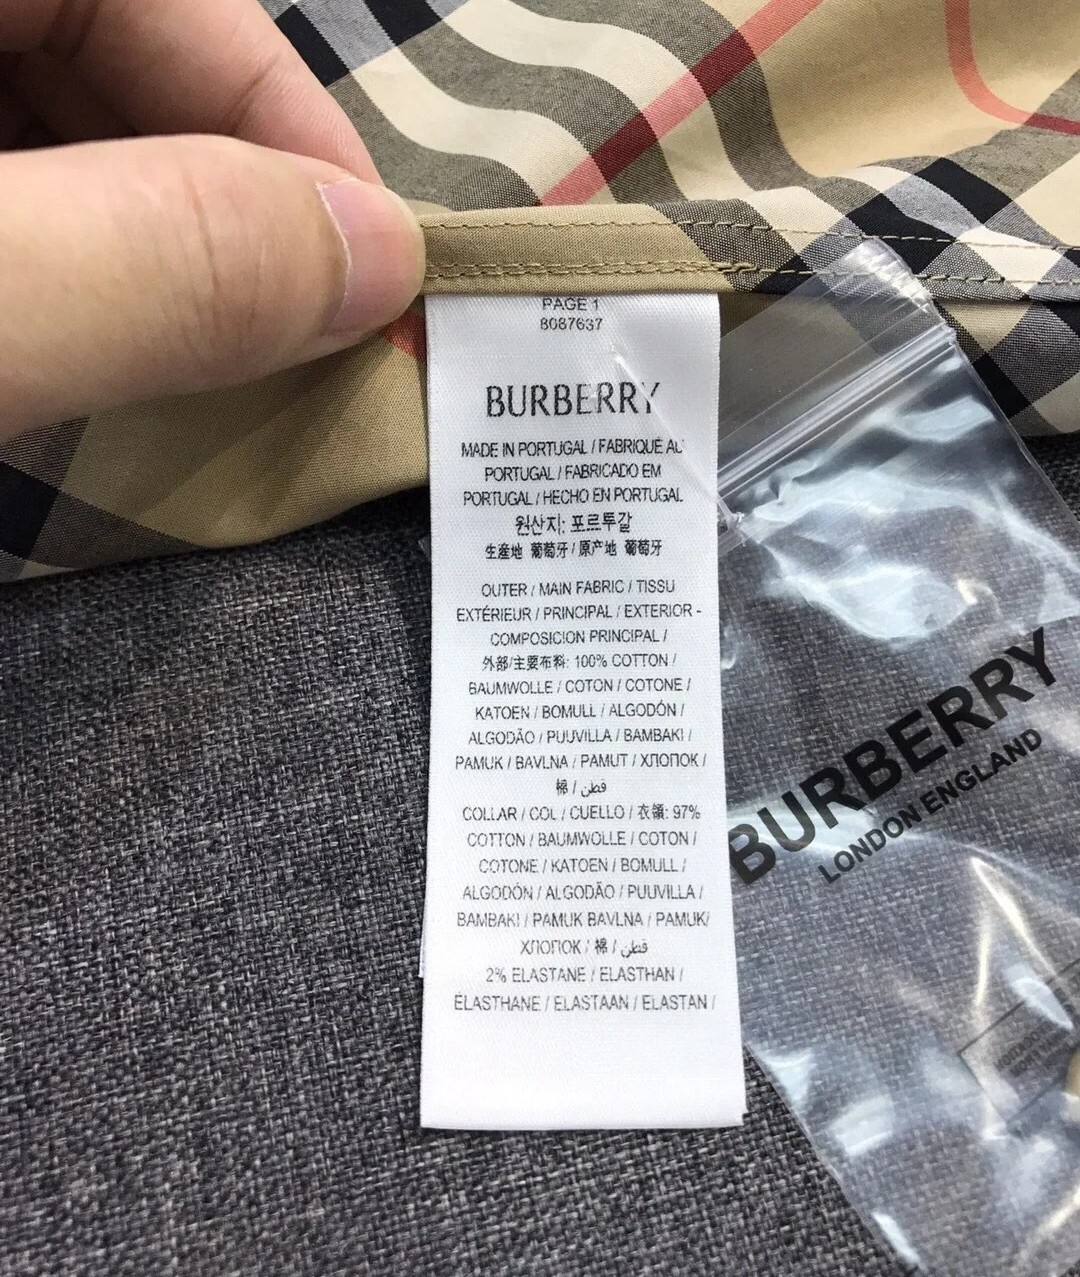 PAGE 1
8087637
BURBERRY
MADE IN PORTUGAL / FABRIQUÉ AU
PORTUGAL / FABRICADO EM
PORTUGAL / HECHO EN PORTUGAL
원산지: 포르투갈
生産地 葡萄牙 / 原产地 葡萄牙
OUTER / MAIN FABRIC / TISSU
EXTÉRIEUR / PRINCIPAL / EXTERIOR -
COMPOSICION PRINCIPAL /
外部/主要布料: 100% COTTON /
BAUMWOLLE / COTON / COTONE /
KATOEN / BOMULL / ALGODÓN /
ALGODÃO / PUUVILLA / BAMBAKI /
PAMUK / BAVLNA / PAMUT / ХЛОПОК /
棉 / قطن
COLLAR / COL / CUELLO / 衣領: 97%
COTTON / BAUMWOLLE / COTON /
COTONE / KATOEN / BOMULL /
ALGODÓN / ALGODÃO / PUUVILLA /
BAMBAKI / PAMUK BAVLNA / PAMUK/
ХЛОПОК / 棉 / قطن
2% ELASTANE / ELASTHAN /
ÉLASTHANE / ELASTAAN / ELASTAN /
BURBERRY
LONDON ENGLAND